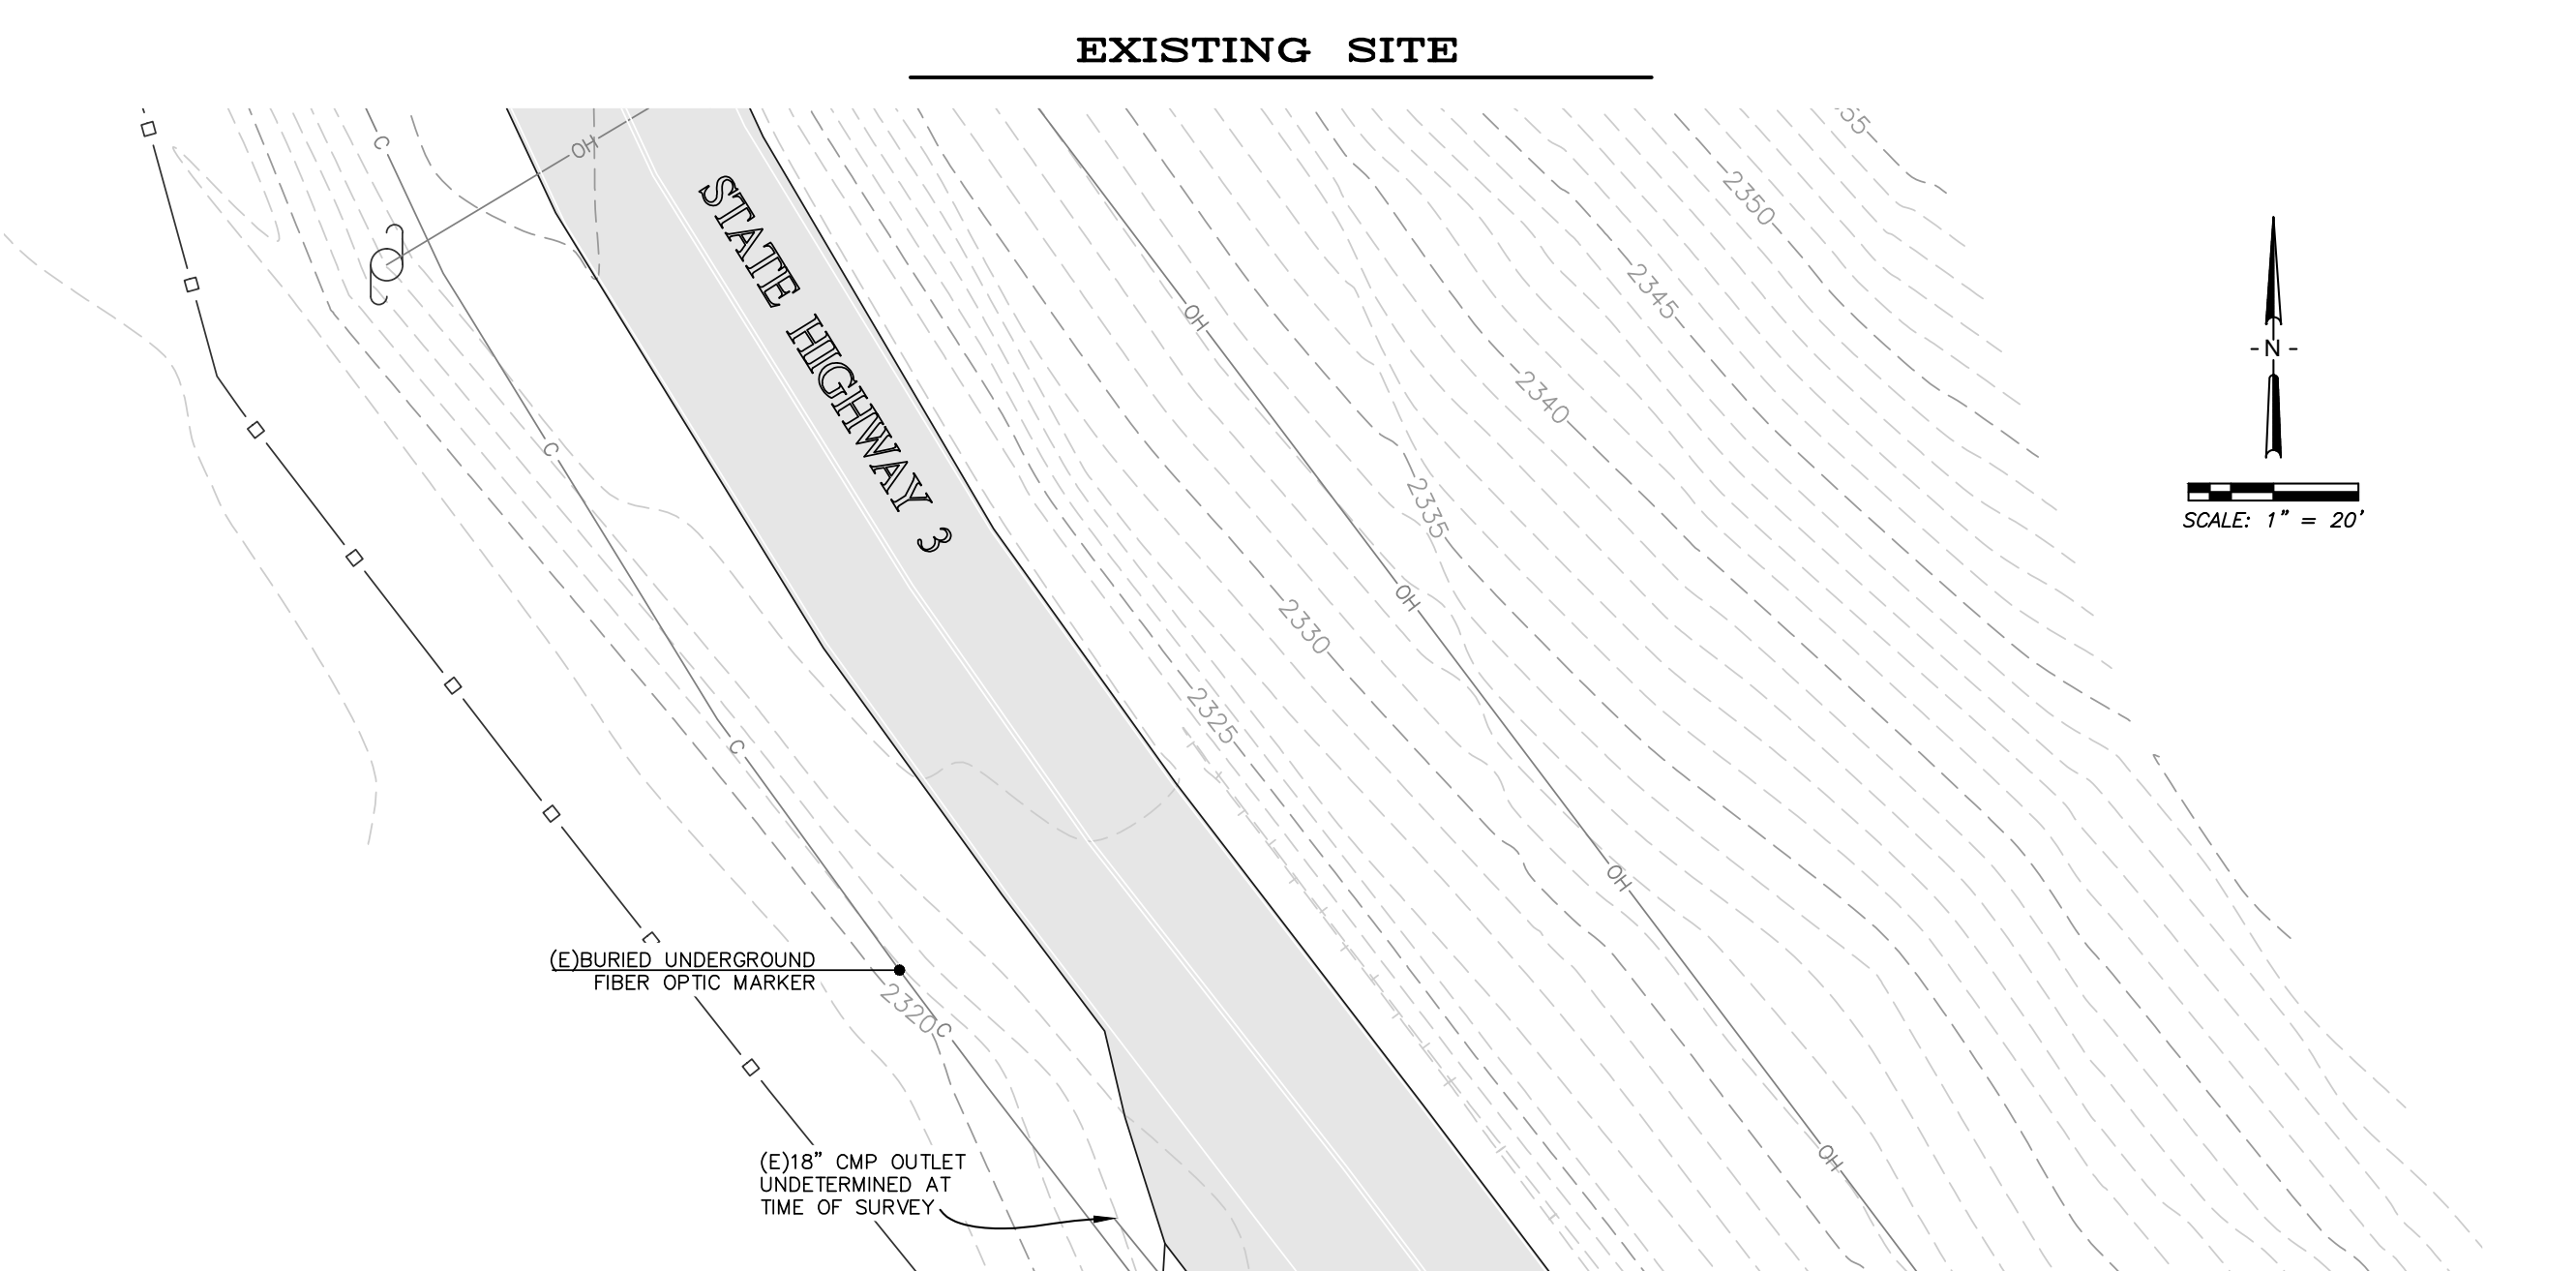 EXISTING SITE
55
C
OH
STATE HIGHWAY 3
2350
2345
OH
-N-
2340
C
2335
SCALE: 1" = 20'
OH
2330
2325
C
OH
(E)BURIED UNDERGROUND
FIBER OPTIC MARKER
2320
C
(E)18" CMP OUTLET
UNDETERMINED AT
TIME OF SURVEY
OH